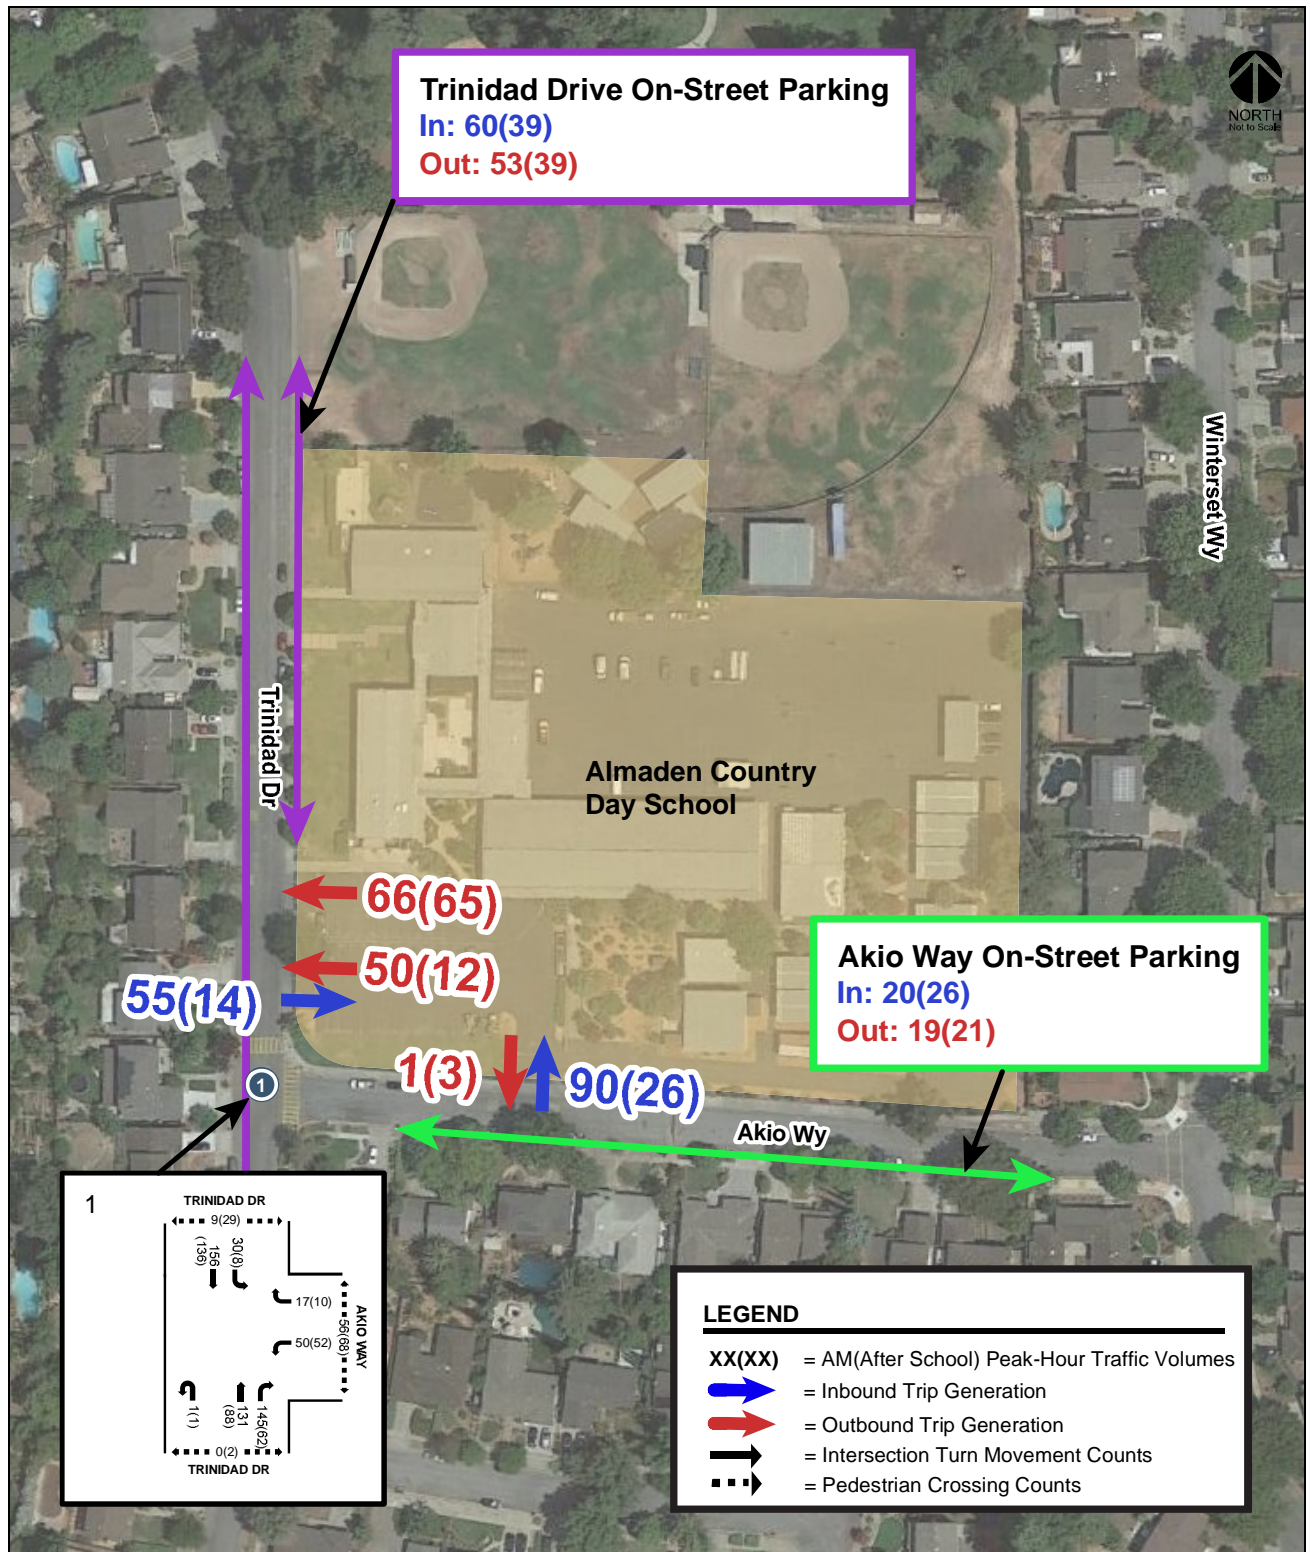 Trinidad Drive On-Street Parking
In: 60(39)
Out: 53(39)
NORTH
Not to Scale
Winterset Wy
Trinidad Dr
Almaden Country
Day School
66(65)
50(12)
55(14)
Akio Way On-Street Parking
In: 20(26)
Out: 19(21)
1(3)
90(26)
1
Akio Wy
1
TRINIDAD DR
9(29)
156
(136)
30(8)
17(10)
50(52)
56(68)
AKIO WAY
1(1)
131
(88)
145(62)
0(2)
TRINIDAD DR
LEGEND
XX(XX) = AM(After School) Peak-Hour Traffic Volumes
= Inbound Trip Generation
= Outbound Trip Generation
= Intersection Turn Movement Counts
= Pedestrian Crossing Counts